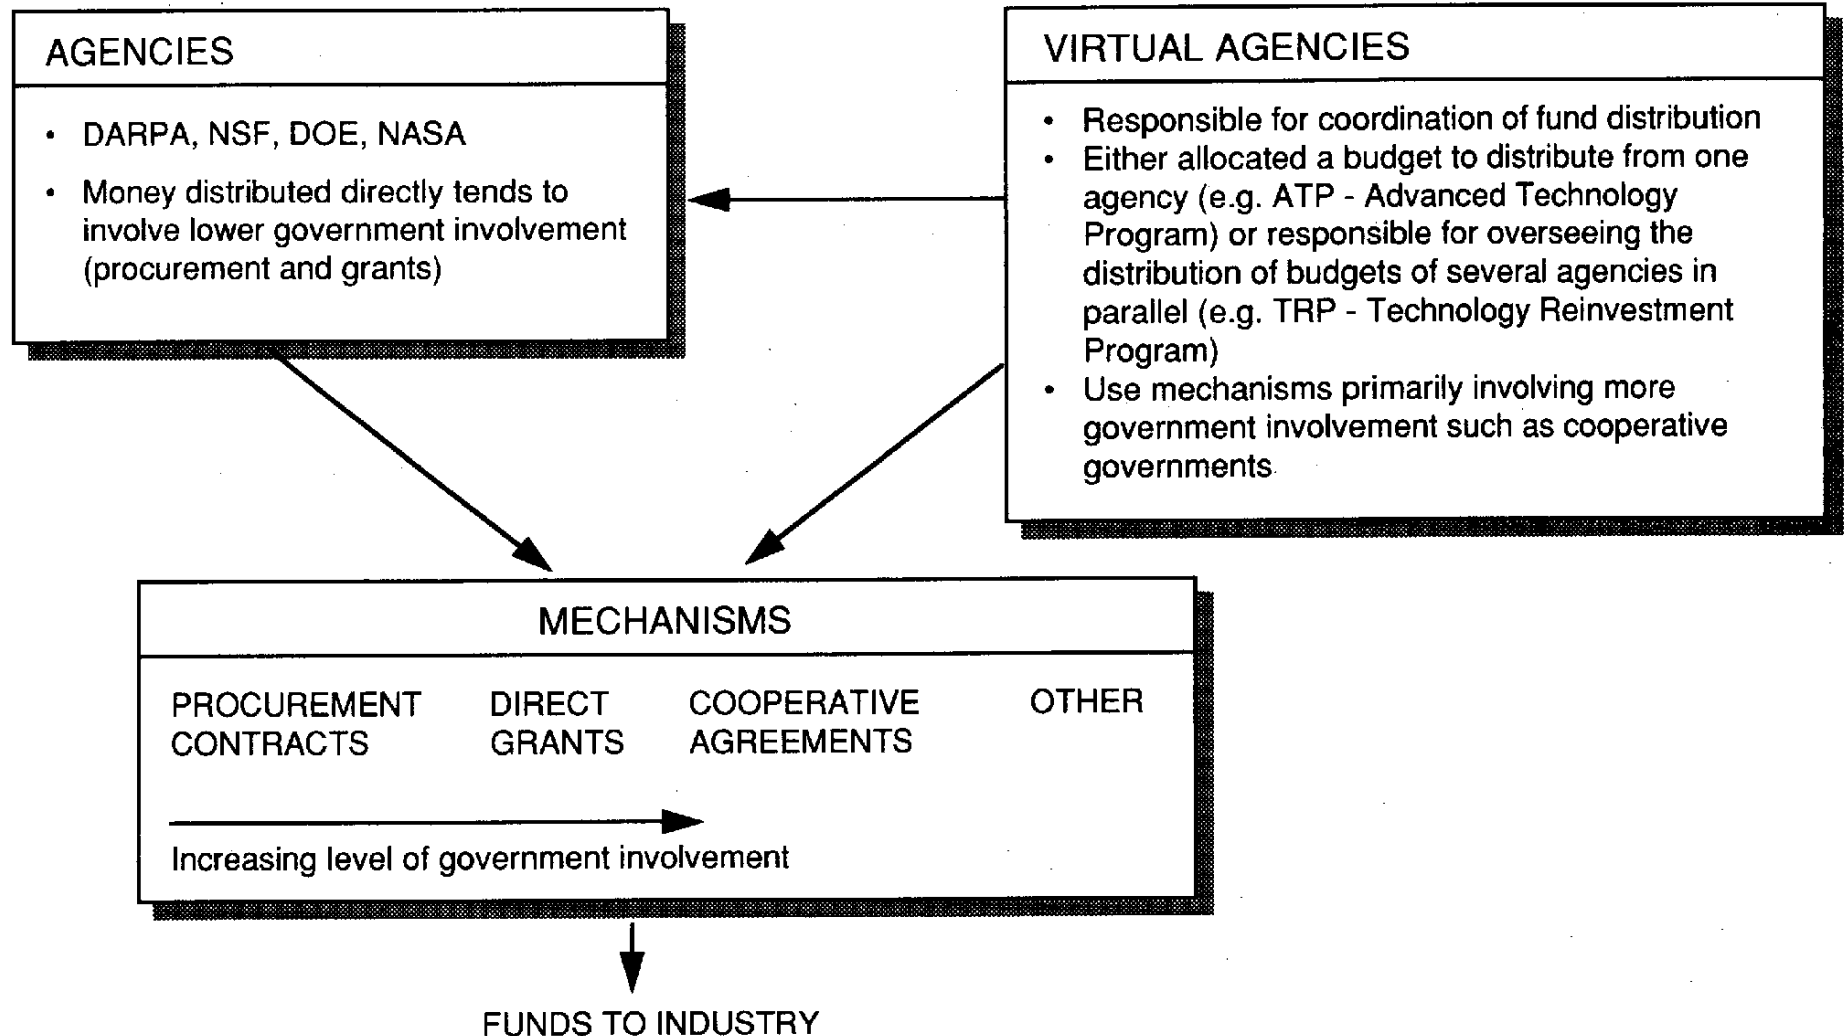 AGENCIES
• DARPA, NSF, DOE, NASA
• Money distributed directly tends to
involve lower government involvement
(procurement and grants)
VIRTUAL AGENCIES
• Responsible for coordination of fund distribution
• Either allocated a budget to distribute from one
agency (e.g. ATP - Advanced Technology
Program) or responsible for overseeing the
distribution of budgets of several agencies in
parallel (e.g. TRP - Technology Reinvestment
Program)
• Use mechanisms primarily involving more
government involvement such as cooperative
governments
MECHANISMS
PROCUREMENT
CONTRACTS
DIRECT
GRANTS
COOPERATIVE
AGREEMENTS
OTHER
Increasing level of government involvement
FUNDS TO INDUSTRY